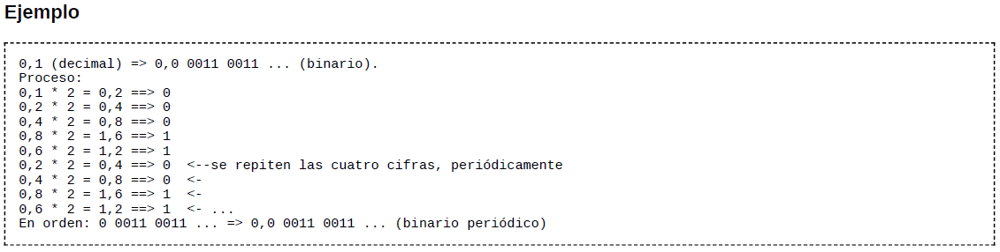 Ejemplo
0,1 (decimal) => 0,0 0011 0011 ... (binario).
Proceso:
0,1 * 2 = 0,2 ==> 0
0,2 * 2 = 0,4 ==> 0
0,4 * 2 = 0,8 ==> 0
0,8 * 2 = 1,6 ==> 1
0,6 * 2 = 1,2 ==> 1
0,2 * 2 = 0,4 ==> 0  <--se repiten las cuatro cifras, periódicamente
0,4 * 2 = 0,8 ==> 0  <-
0,8 * 2 = 1,6 ==> 1  <-
0,6 * 2 = 1,2 ==> 1  <- ...
En orden: 0 0011 0011 ... => 0,0 0011 0011 ... (binario periódico)